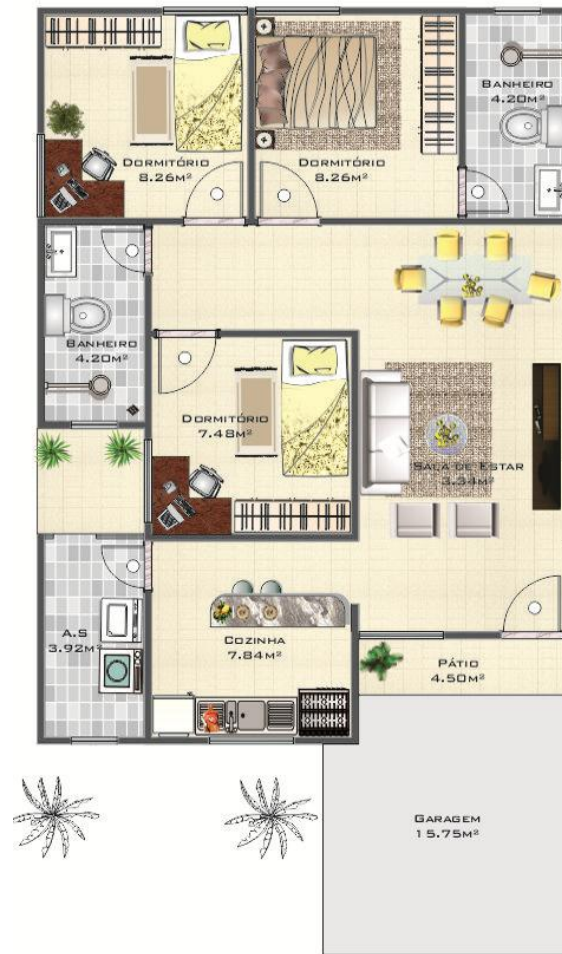 Dormitório
8.26m²
Dormitório
8.26m²
Banheiro
4.20m²
Banheiro
4.20m²
Dormitório
7.48m²
Sala de Estar
3.34m²
A.S
3.92m²
Cozinha
7.84m²
Pátio
4.50m²
Garagem
15.75m²